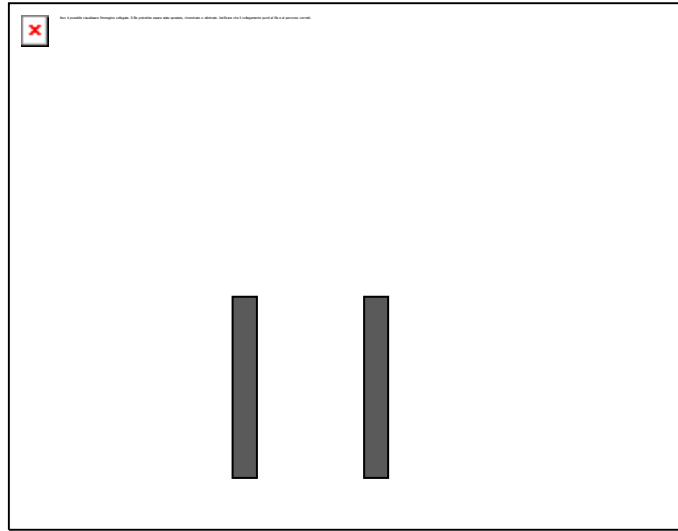 Non è possibile visualizzare l'immagine collegata. Il file potrebbe essere stato spostato, rinominato o eliminato. Verificare che il collegamento punti al file e al percorso corretti.